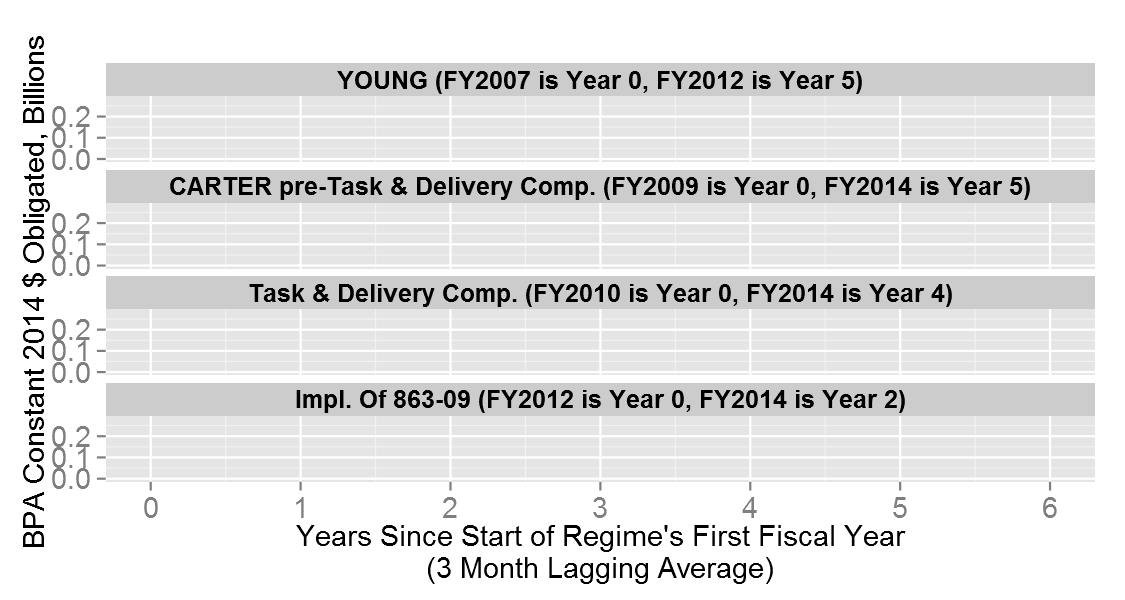 BPA Constant 2014 $ Obligated, Billions
YOUNG (FY2007 is Year 0, FY2012 is Year 5)
0.2
0.1
0.0
CARTER pre-Task & Delivery Comp. (FY2009 is Year 0, FY2014 is Year 5)
0.2
0.1
0.0
Task & Delivery Comp. (FY2010 is Year 0, FY2014 is Year 4)
0.2
0.1
0.0
Impl. Of 863-09 (FY2012 is Year 0, FY2014 is Year 2)
0.2
0.1
0.0
0 1 2 3 4 5 6
Years Since Start of Regime's First Fiscal Year
(3 Month Lagging Average)